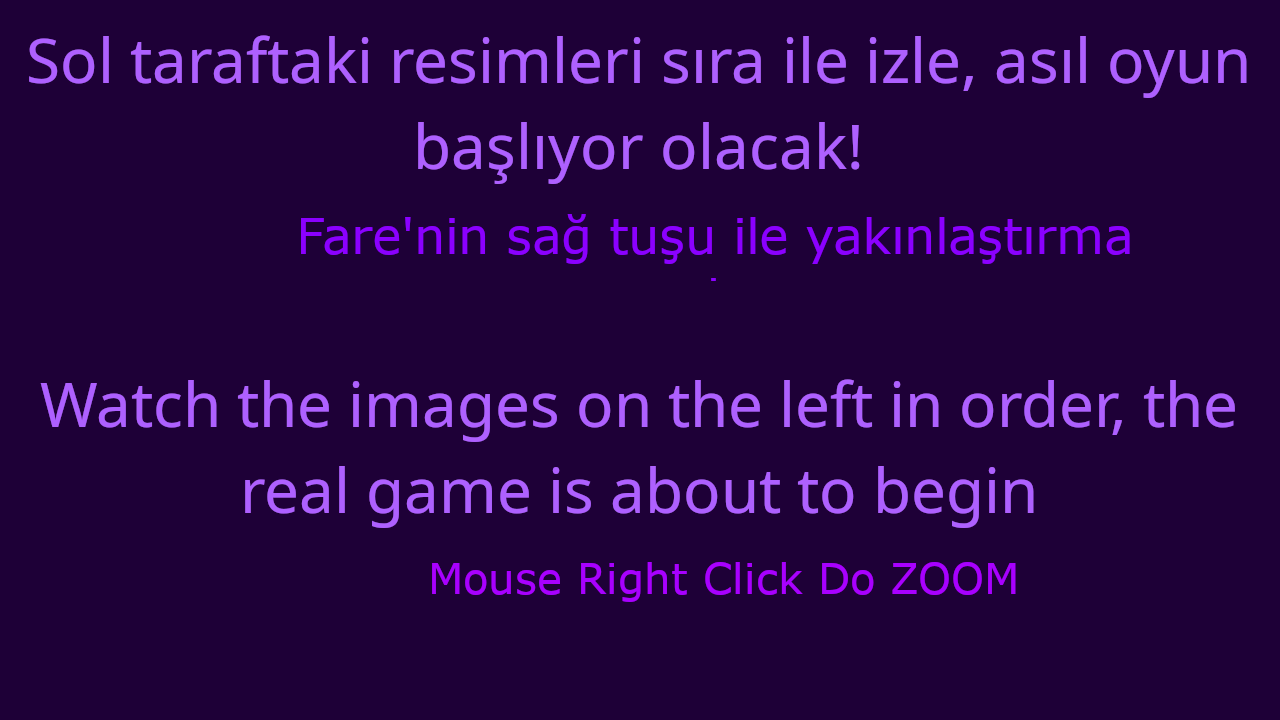 Sol taraftaki resimleri sıra ile izle, asıl oyun
başlıyor olacak!
Fare'nin sağ tuşu ile yakınlaştırma
.
Watch the images on the left in order, the
real game is about to begin
Mouse Right Click Do ZOOM